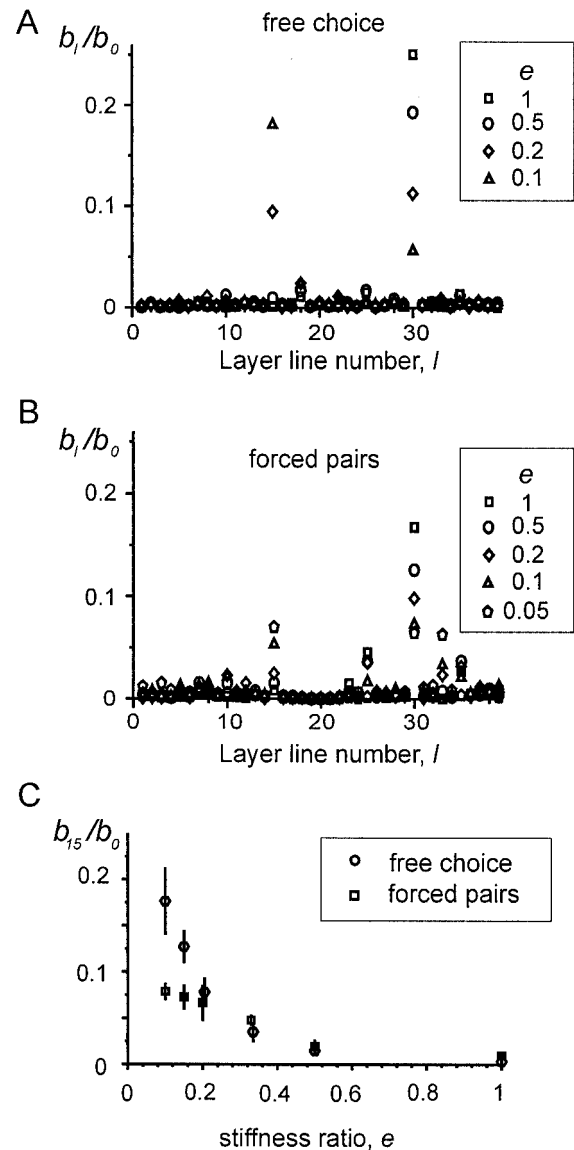 A
b_l/b_0 free choice
e
1
0.5
0.2
0.1
0.2
0.1
0
0 10 20 30
Layer line number, l
B
b_l/b_0 forced pairs
e
1
0.5
0.2
0.1
0.05
0.2
0.1
0
0 10 20 30
Layer line number, l
C
b_15/b_0
free choice
forced pairs
0.2
0.1
0
0 0.2 0.4 0.6 0.8 1
stiffness ratio, e